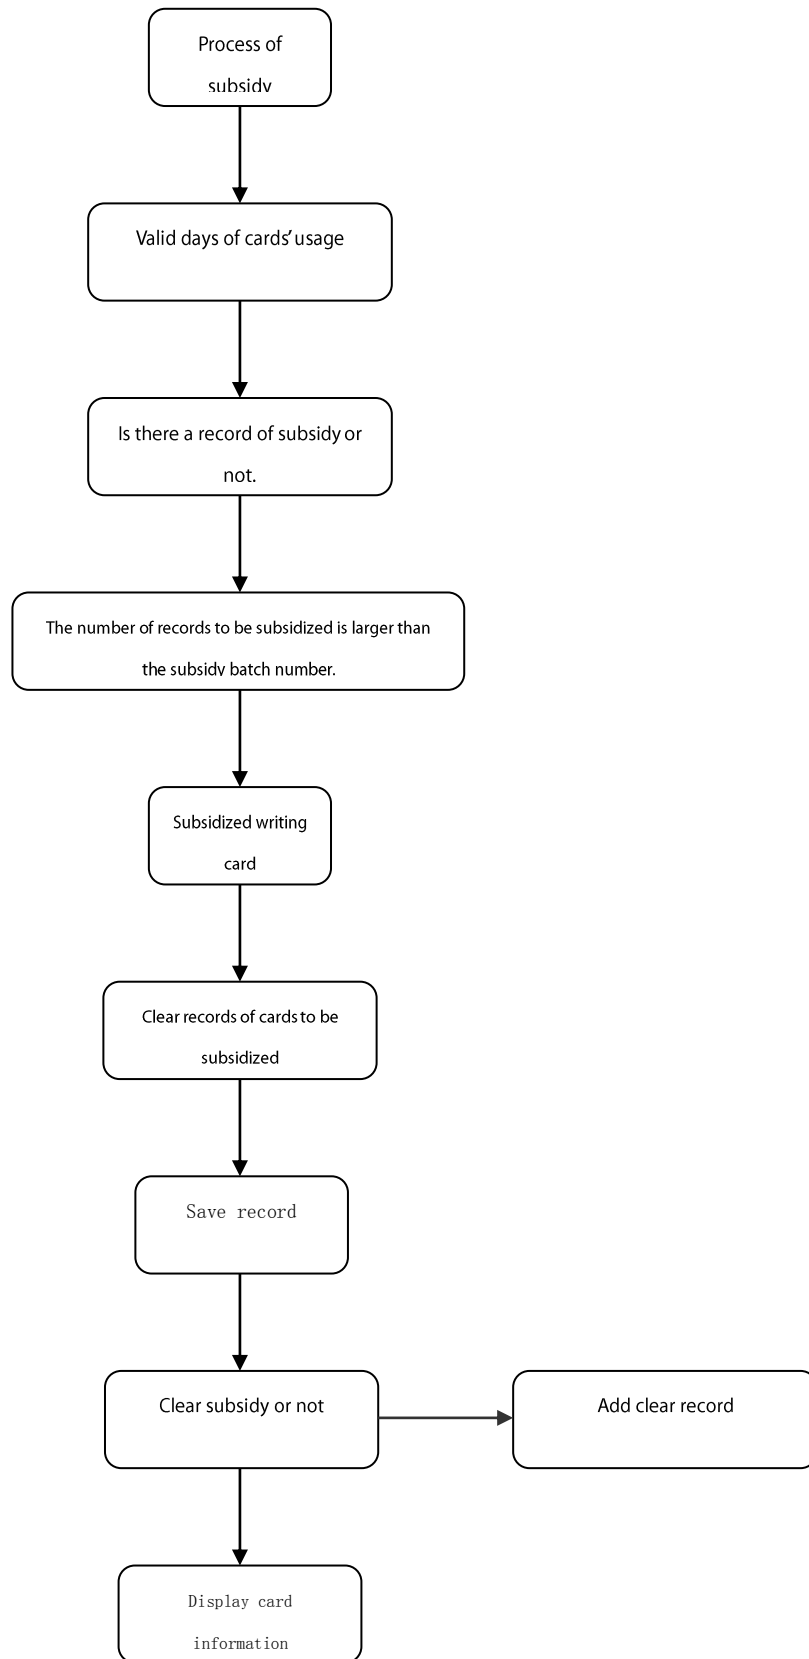 Process of
subsidy
Valid days of cards' usage
Is there a record of subsidy or
not.
The number of records to be subsidized is larger than
the subsidy batch number.
Subsidized writing
card
Clear records of cards to be
subsidized
Save record
Clear subsidy or not
Add clear record
Display card
information